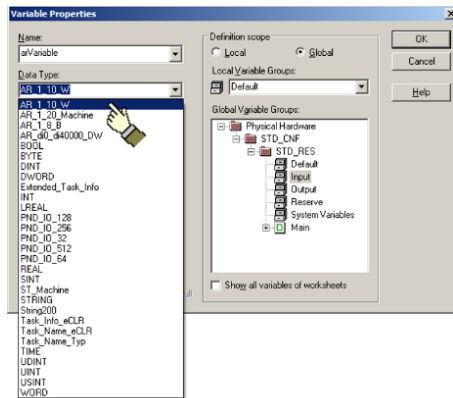 Variable Properties
Name:
arVariable
Data Type:
AR_1_10_W
AR_1_10_W
AR_1_20_Machine
AR_1_8_B
AR_di0_di40000_DW
BOOL
BYTE
DINT
DWORD
Extended_Task_Info
INT
LREAL
PND_IO_128
PND_IO_256
PND_IO_32
PND_IO_512
PND_IO_64
REAL
SINT
ST_Machine
STRING
String200
Task_Info_eCLR
Task_Name_eCLR
Task_Name_Typ
TIME
UDINT
UINT
USINT
WORD
Definition scope
Local
Global
Local Variable Groups:
Default
Global Variable Groups:
Physical Hardware
STD_CNF
STD_RES
Default
Input
Output
Reserve
System Variables
Main
Show all variables of worksheets
OK
Cancel
Help